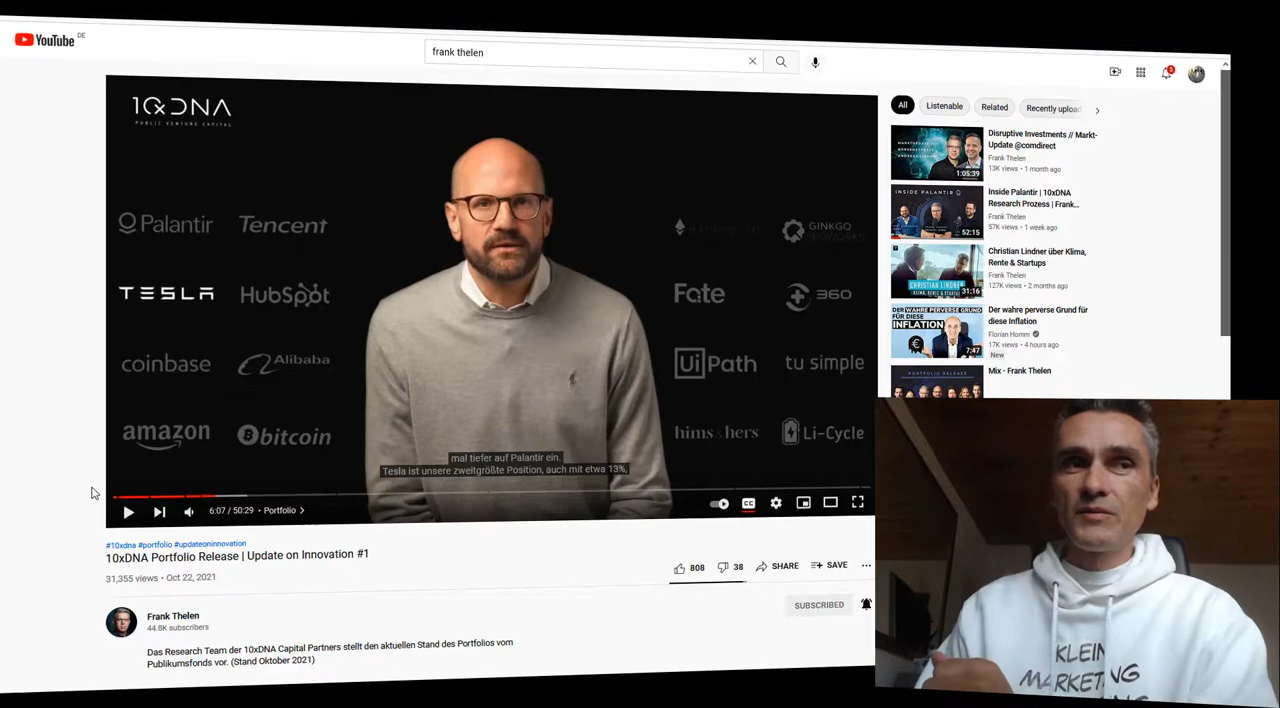 YouTube DE
frank thelen
10xDNA
PUBLIC VENTURE CAPITAL
Palantir
Tencent
TESLA
HubSpot
coinbase
Alibaba
amazon
bitcoin
GINKGO
Fate
360
UiPath
tu simple
hims&hers
Li-Cycle
mal tiefer auf Palantir ein.
Tesla ist unsere zweitgrößte Position, auch mit etwa 13%,
6:07 / 50:29 • Portfolio
CC
#10xdna #portfolio #updateoninnovation
10xDNA Portfolio Release | Update on Innovation #1
31,355 views • Oct 22, 2021
808
38
SHARE
SAVE
Frank Thelen
44.8K subscribers
SUBSCRIBED
Das Research Team der 10xDNA Capital Partners stellt den aktuellen Stand des Portfolios vom
Publikumsfonds vor. (Stand Oktober 2021)
All
Listenable
Related
Recently upload
1:05:39
Disruptive Investments // Markt-
Update @comdirect
Frank Thelen
13K views • 1 month ago
INSIDE PALANTIR
52:15
Inside Palantir | 10xDNA
Research Prozess | Frank...
Frank Thelen
57K views • 1 week ago
CHRISTIAN LINDNER
KLIMA, RENTE & STARTUPS
31:16
Christian Lindner über Klima,
Rente & Startups
Frank Thelen
127K views • 2 months ago
DER WAHRE PERVERSE GRUND
FÜR DIESE
INFLATION
7:47
Der wahre perverse Grund für
diese Inflation
Florian Homm
17K views • 4 hours ago
New
PORTFOLIO RELEASE
Mix - Frank Thelen
KLEIN
MARKETING